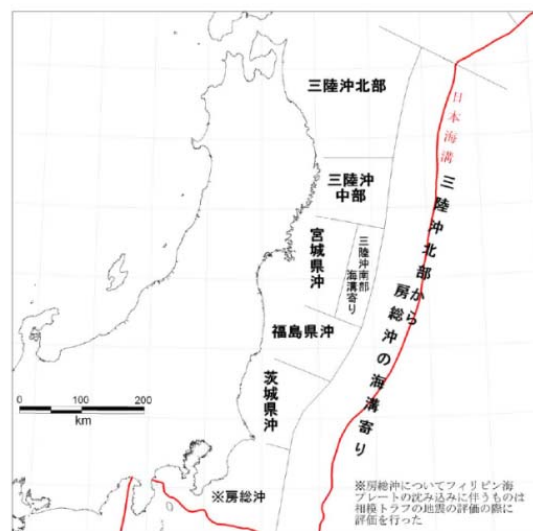 三陸沖北部
日本海溝
三陸沖
中部
三陸沖北部から
房総沖の海溝寄り
宮城県沖
三陸沖南部
海溝寄り
福島県沖
茨城県沖
0 50 100 200
km
※房総沖
※房総沖についてフィリピン海
プレートの沈み込みに伴うものは
相模トラフの地震の評価の際に
評価を行った